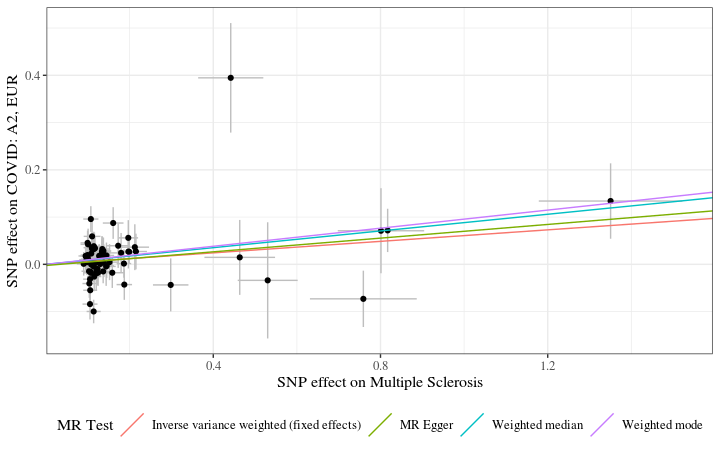 SNP effect on COVID: A2, EUR
0.4
0.2
0.0
0.4
0.8
1.2
SNP effect on Multiple Sclerosis
MR Test
Inverse variance weighted (fixed effects)
MR Egger
Weighted median
Weighted mode